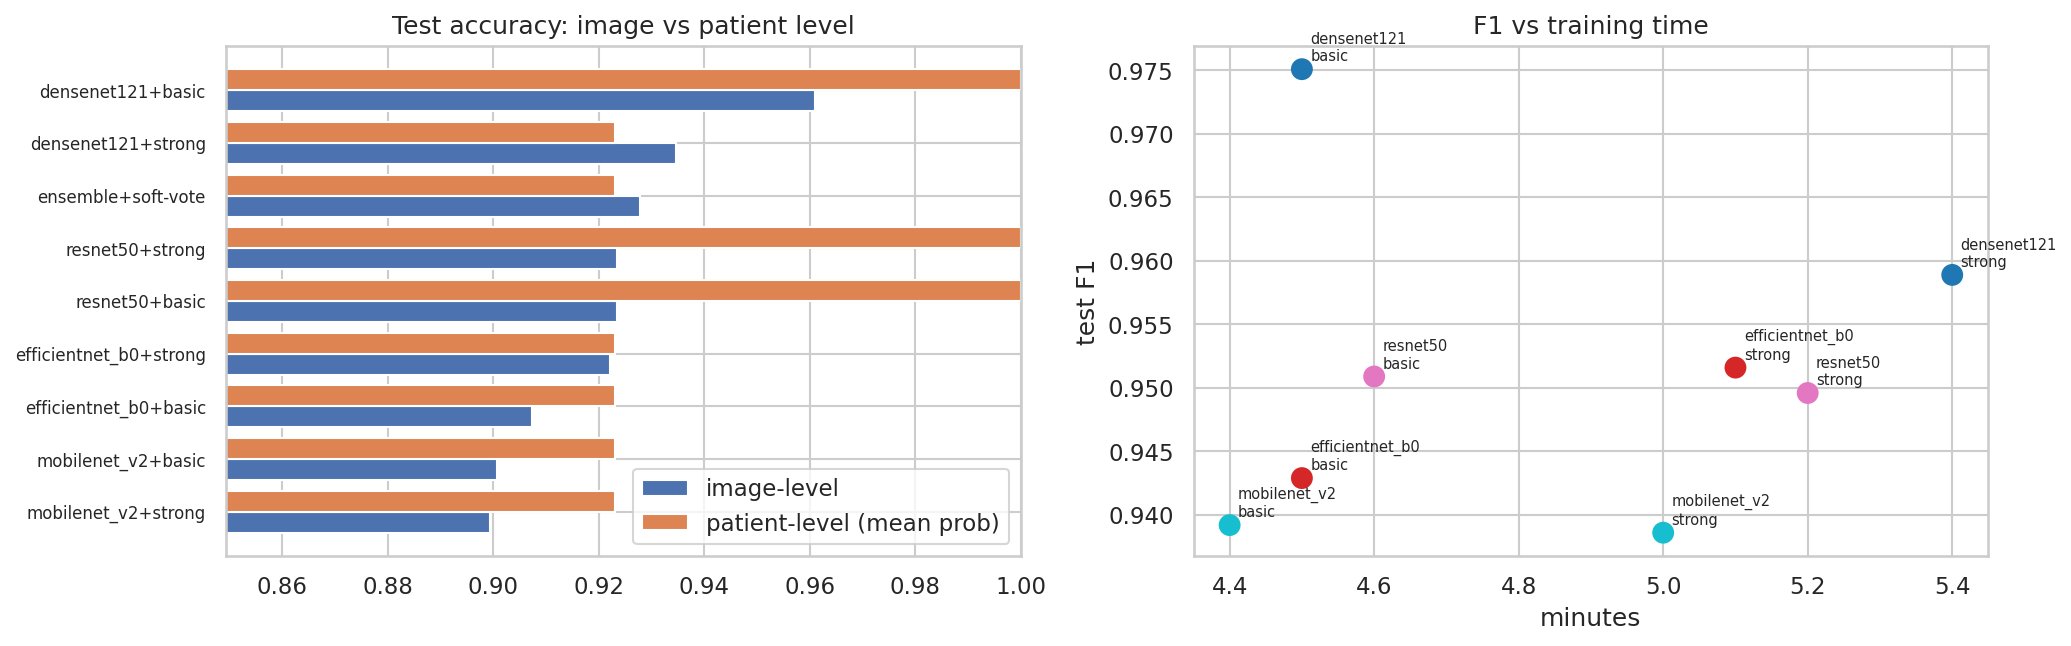 Test accuracy: image vs patient level
densenet121+basic
densenet121+strong
ensemble+soft-vote
resnet50+strong
resnet50+basic
efficientnet_b0+strong
efficientnet_b0+basic
mobilenet_v2+basic
mobilenet_v2+strong
image-level
patient-level (mean prob)
0.86 0.88 0.90 0.92 0.94 0.96 0.98 1.00
F1 vs training time
test F1
0.975
0.970
0.965
0.960
0.955
0.950
0.945
0.940
densenet121
basic
densenet121
strong
efficientnet_b0
strong
resnet50
basic
resnet50
strong
efficientnet_b0
basic
mobilenet_v2
basic
mobilenet_v2
strong
4.4 4.6 4.8 5.0 5.2 5.4
minutes